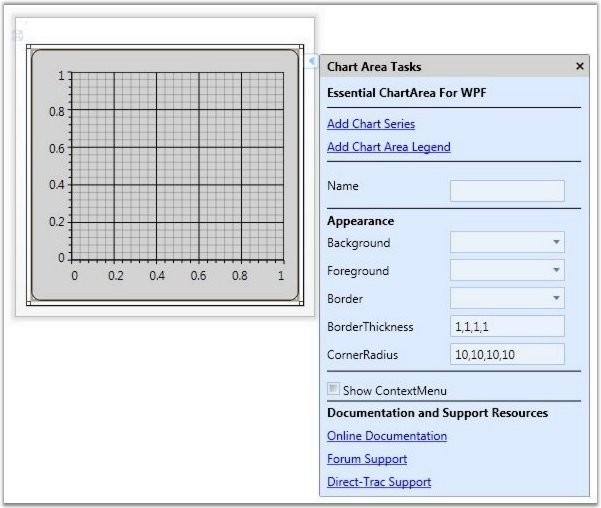 1
0.8
0.6
0.4
0.2
0
0 0.2 0.4 0.6 0.8 1
Chart Area Tasks ×
Essential ChartArea For WPF
Add Chart Series
Add Chart Area Legend
Name
Appearance
Background
Foreground
Border
BorderThickness 1,1,1,1
CornerRadius 10,10,10,10
Show ContextMenu
Documentation and Support Resources
Online Documentation
Forum Support
Direct-Trac Support